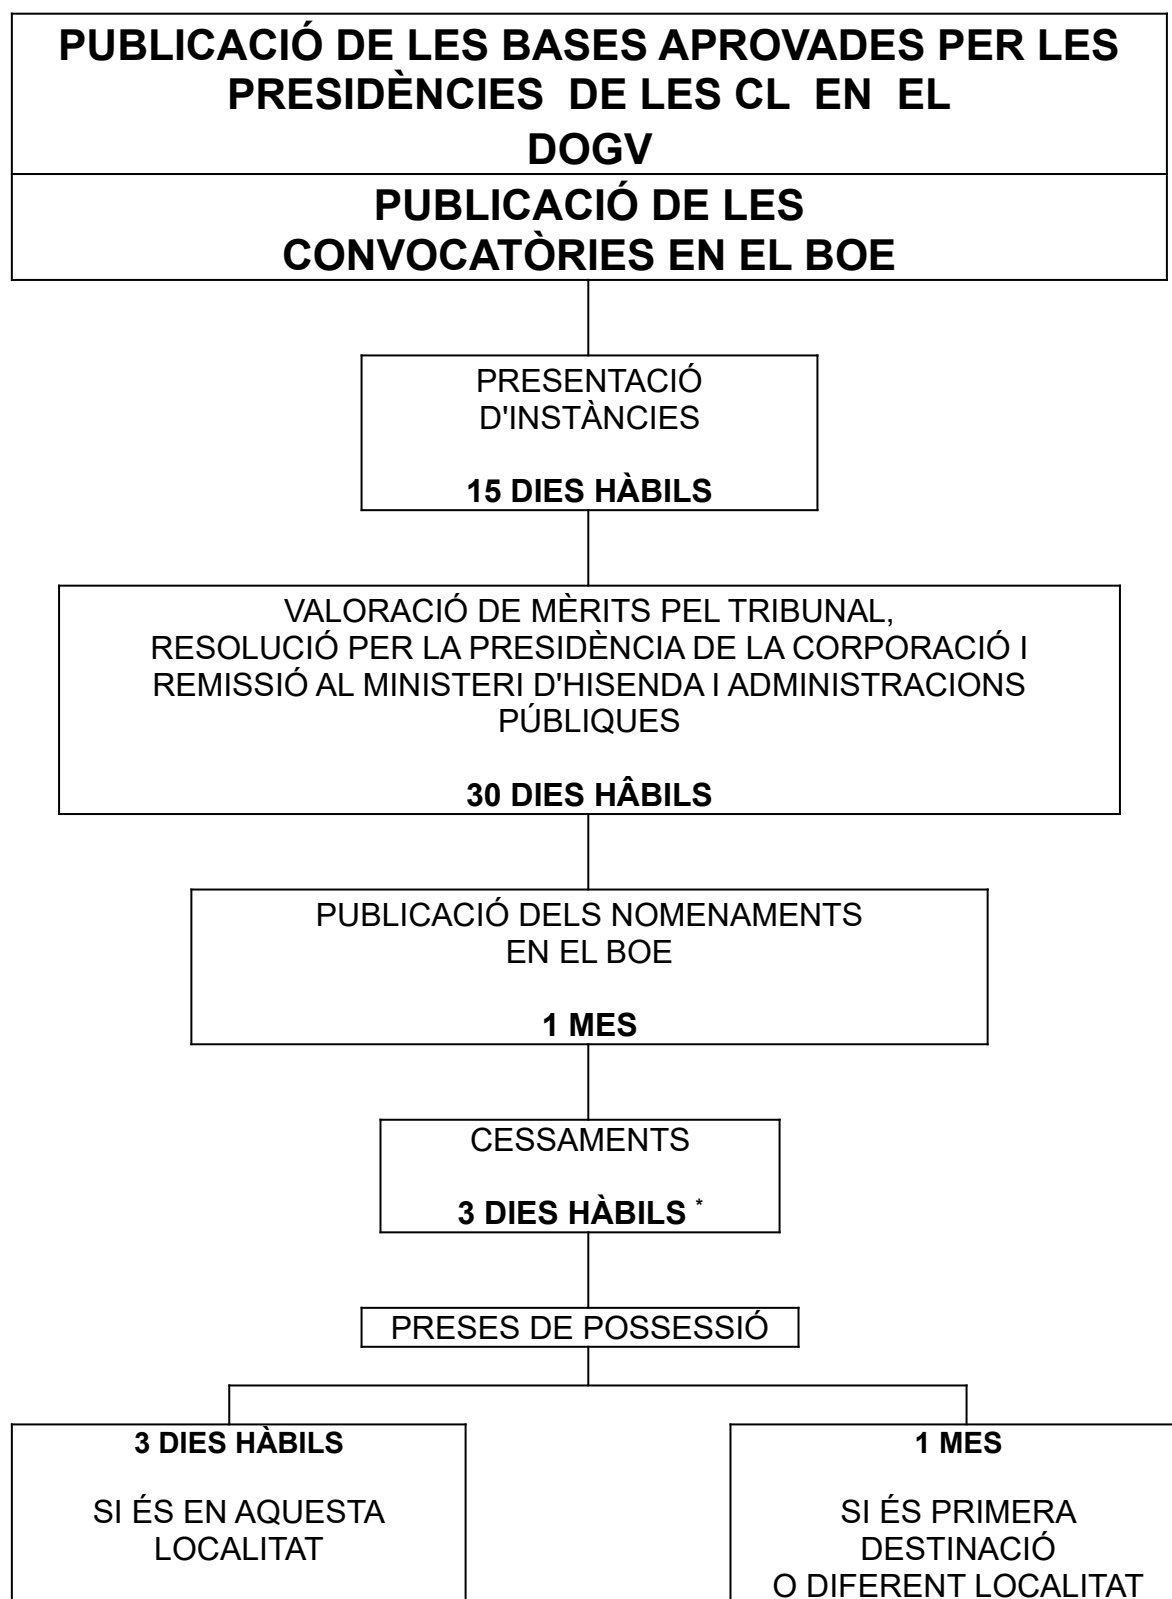 PUBLICACIÓ DE LES BASES APROVADES PER LES
PRESIDÈNCIES DE LES CL EN EL
DOGV
PUBLICACIÓ DE LES
CONVOCATÒRIES EN EL BOE
PRESENTACIÓ
D'INSTÀNCIES
15 DIES HÀBILS
VALORACIÓ DE MÈRITS PEL TRIBUNAL,
RESOLUCIÓ PER LA PRESIDÈNCIA DE LA CORPORACIÓ I
REMISSIÓ AL MINISTERI D'HISENDA I ADMINISTRACIONS
PÚBLIQUES
30 DIES HÂBILS
PUBLICACIÓ DELS NOMENAMENTS
EN EL BOE
1 MES
CESSAMENTS
3 DIES HÀBILS *
PRESES DE POSSESSIÓ
3 DIES HÀBILS
SI ÉS EN AQUESTA
LOCALITAT
1 MES
SI ÉS PRIMERA
DESTINACIÓ
O DIFERENT LOCALITAT